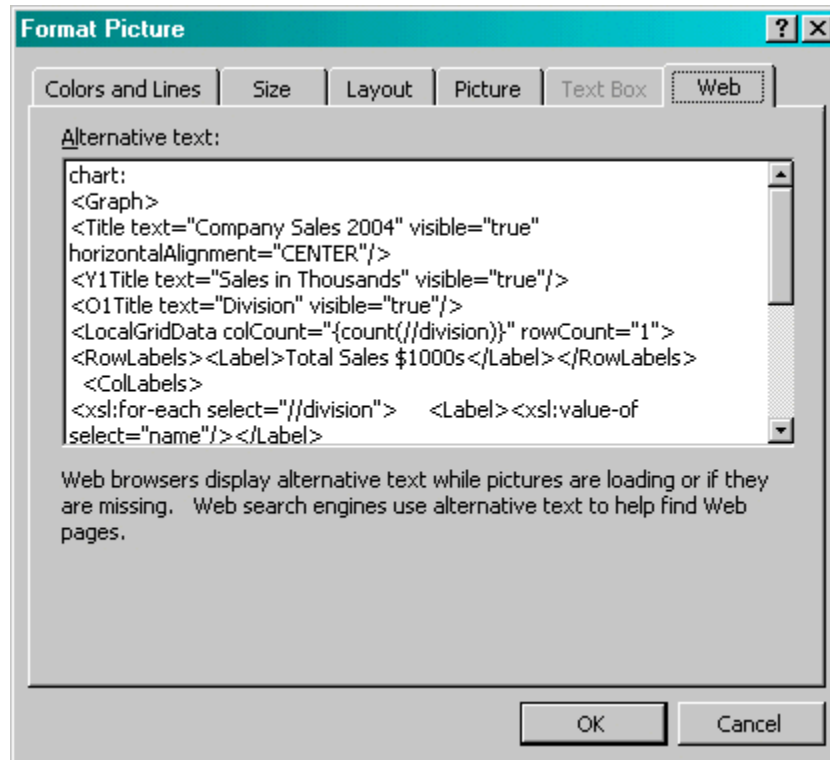 Format Picture
Colors and Lines Size Layout Picture Text Box Web
Alternative text:
chart:
<Graph>
<Title text="Company Sales 2004" visible="true"
horizontalAlignment="CENTER"/>
<Y1Title text="Sales in Thousands" visible="true"/>
<O1Title text="Division" visible="true"/>
<LocalGridData colCount="{count(//division)}" rowCount="1">
<RowLabels><Label>Total Sales $1000s</Label></RowLabels>
<ColLabels>
<xsl:for-each select="//division"> <Label><xsl:value-of
select="name"/></Label>
Web browsers display alternative text while pictures are loading or if they
are missing. Web search engines use alternative text to help find Web
pages.
OK Cancel